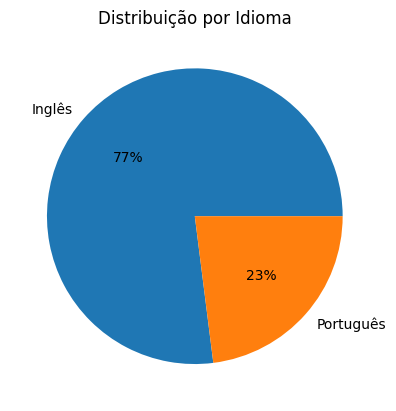 Distribuição por Idioma
Inglês
77%
23%
Português